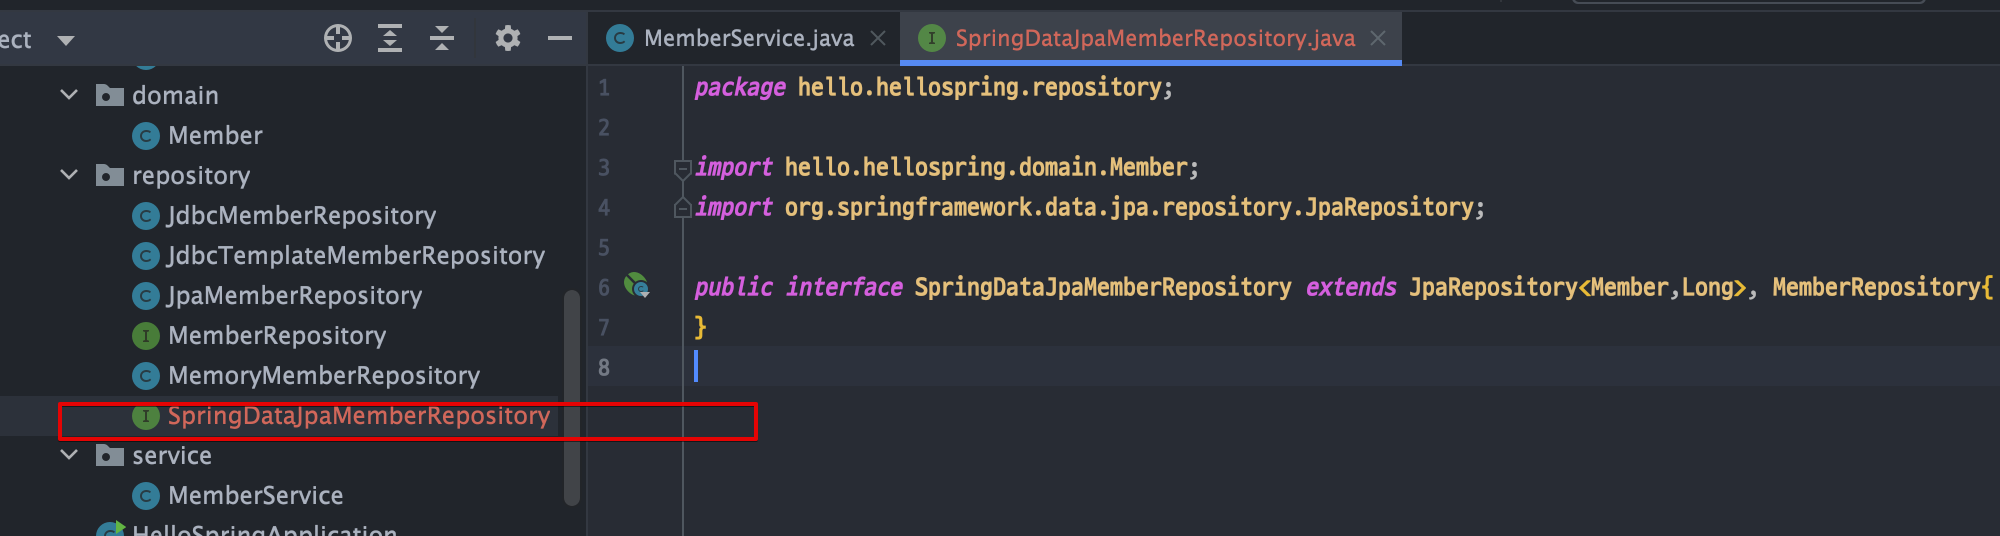 ect
MemberService.java
SpringDataJpaMemberRepository.java
domain
C Member
repository
C JdbcMemberRepository
C JdbcTemplateMemberRepository
C JpaMemberRepository
I MemberRepository
C MemoryMemberRepository
I SpringDataJpaMemberRepository
service
C MemberService
HelloSpringApplication
1 package hello.hellospring.repository;
2
3 import hello.hellospring.domain.Member;
4 import org.springframework.data.jpa.repository.JpaRepository;
5
6 public interface SpringDataJpaMemberRepository extends JpaRepository<Member,Long>, MemberRepository{
7 }
8